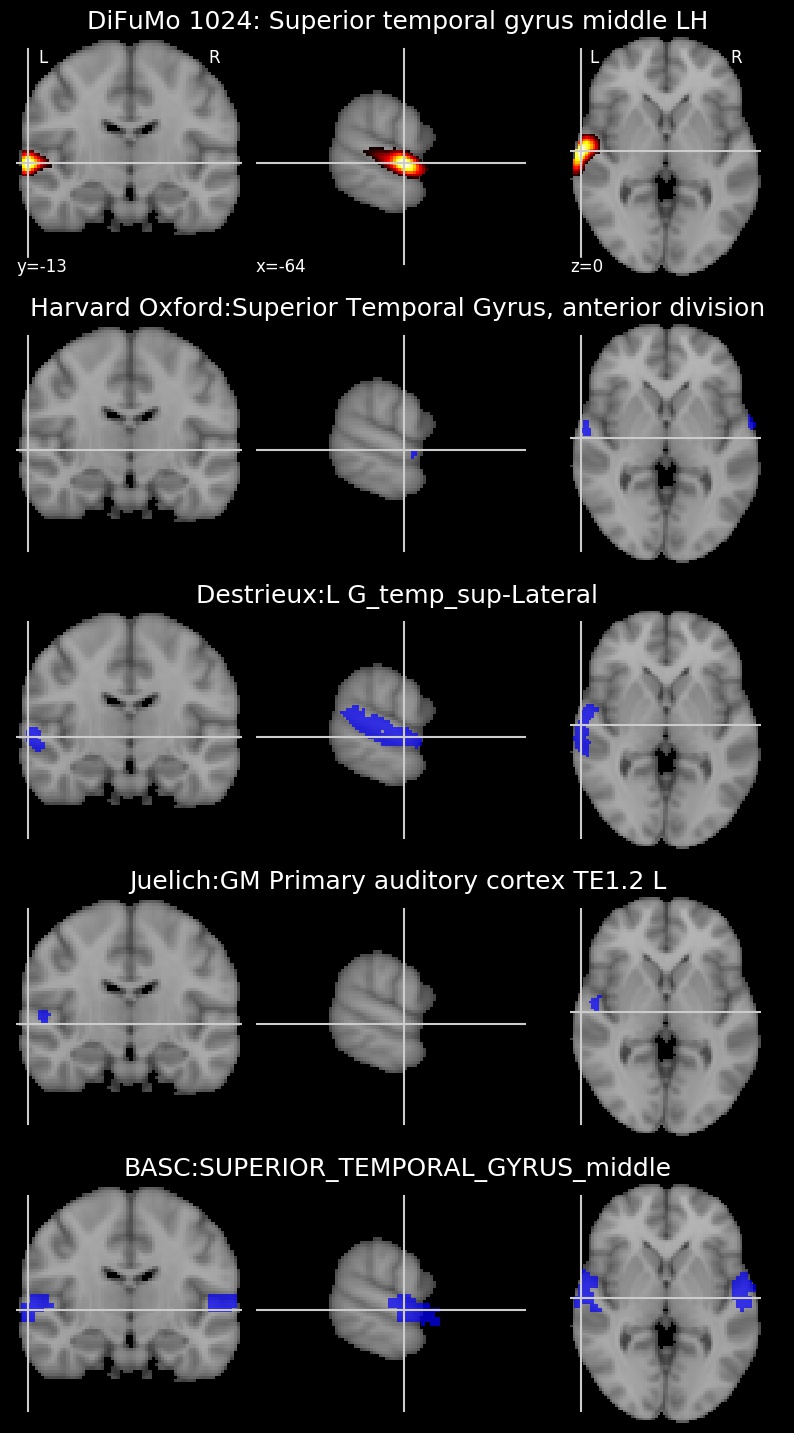 DiFuMo 1024: Superior temporal gyrus middle LH
L R L R
y=-13 x=-64 z=0
Harvard Oxford:Superior Temporal Gyrus, anterior division
Destrieux:L G_temp_sup-Lateral
Juelich:GM Primary auditory cortex TE1.2 L
BASC:SUPERIOR_TEMPORAL_GYRUS_middle